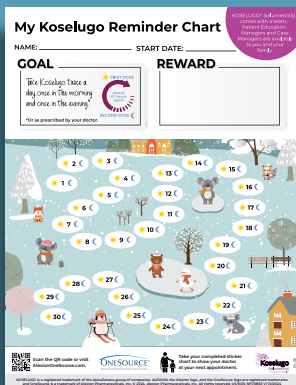 My Koselugo Reminder Chart
KOSELUGO® (selumetinib)
comes with a team.
Patient Education
Managers and Case
Managers are available
to you and your
family.
NAME:
START DATE:
GOAL
REWARD
Take Koselugo twice a
day, once in the morning
and once in the evening.*
*Or as prescribed by your doctor.
FIRST DOSE
About
12 hours
apart
SECOND DOSE
2
3
14
15
1
4
13
16
5
12
6
17
11
7
18
8
9
10
19
20
28
27
21
29
26
22
30
25
24
23
Scan the QR code or visit
AlexionOneSource.com.
ONESOURCE
Take your completed sticker
chart to show your doctor
at your next appointment.
Koselugo